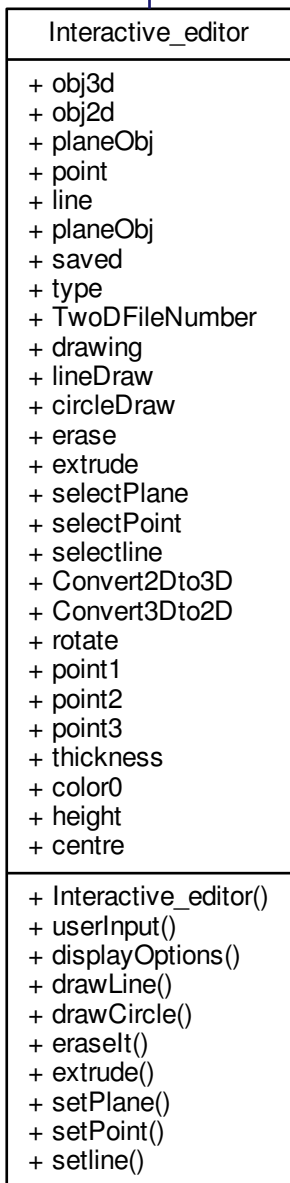 Interactive_editor
+ obj3d
+ obj2d
+ planeObj
+ point
+ line
+ planeObj
+ saved
+ type
+ TwoDFileNumber
+ drawing
+ lineDraw
+ circleDraw
+ erase
+ extrude
+ selectPlane
+ selectPoint
+ selectline
+ Convert2Dto3D
+ Convert3Dto2D
+ rotate
+ point1
+ point2
+ point3
+ thickness
+ color0
+ height
+ centre
+ Interactive_editor()
+ userInput()
+ displayOptions()
+ drawLine()
+ drawCircle()
+ eraseIt()
+ extrude()
+ setPlane()
+ setPoint()
+ setline()